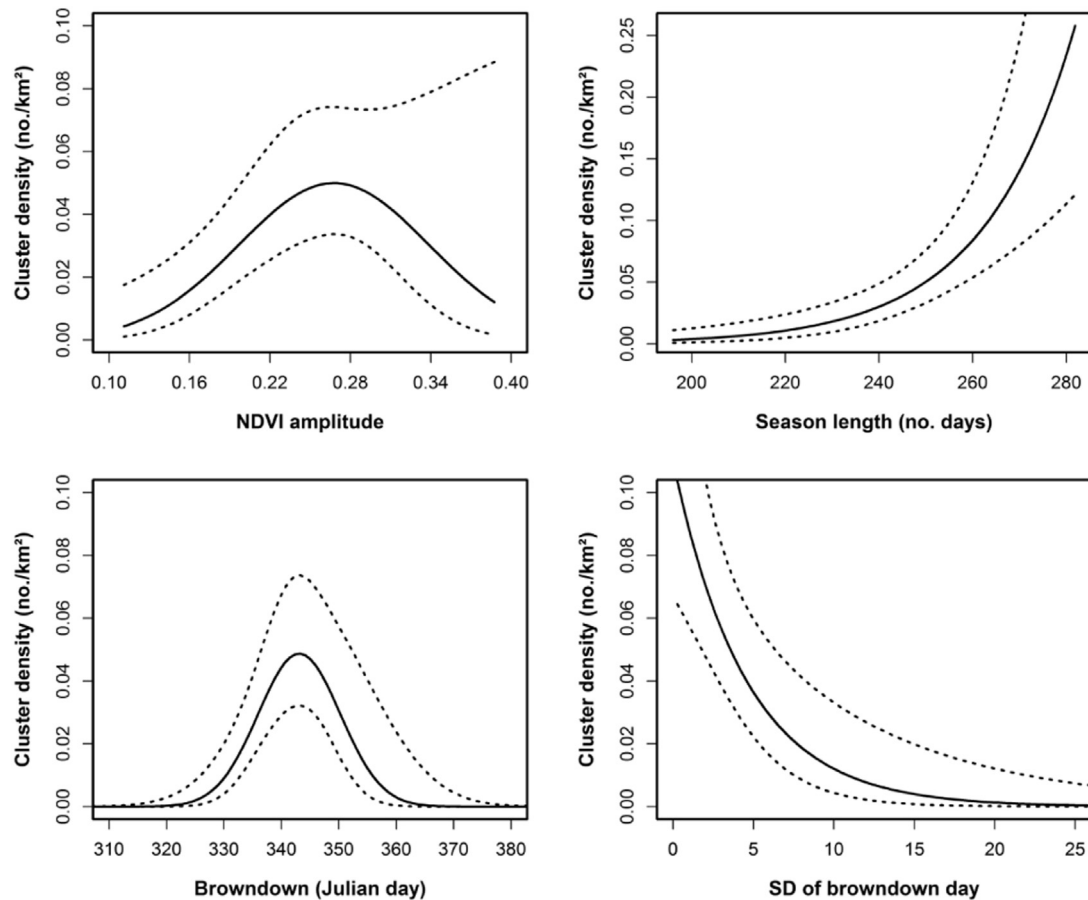 Cluster density (no./km²)
0.00 0.02 0.04 0.06 0.08 0.10
0.10 0.16 0.22 0.28 0.34 0.40
NDVI amplitude
Cluster density (no./km²)
0.00 0.05 0.10 0.15 0.20 0.25
200 220 240 260 280
Season length (no. days)
Cluster density (no./km²)
0.00 0.02 0.04 0.06 0.08 0.10
310 320 330 340 350 360 370 380
Browndown (Julian day)
Cluster density (no./km²)
0.00 0.02 0.04 0.06 0.08 0.10
0 5 10 15 20 25
SD of browndown day